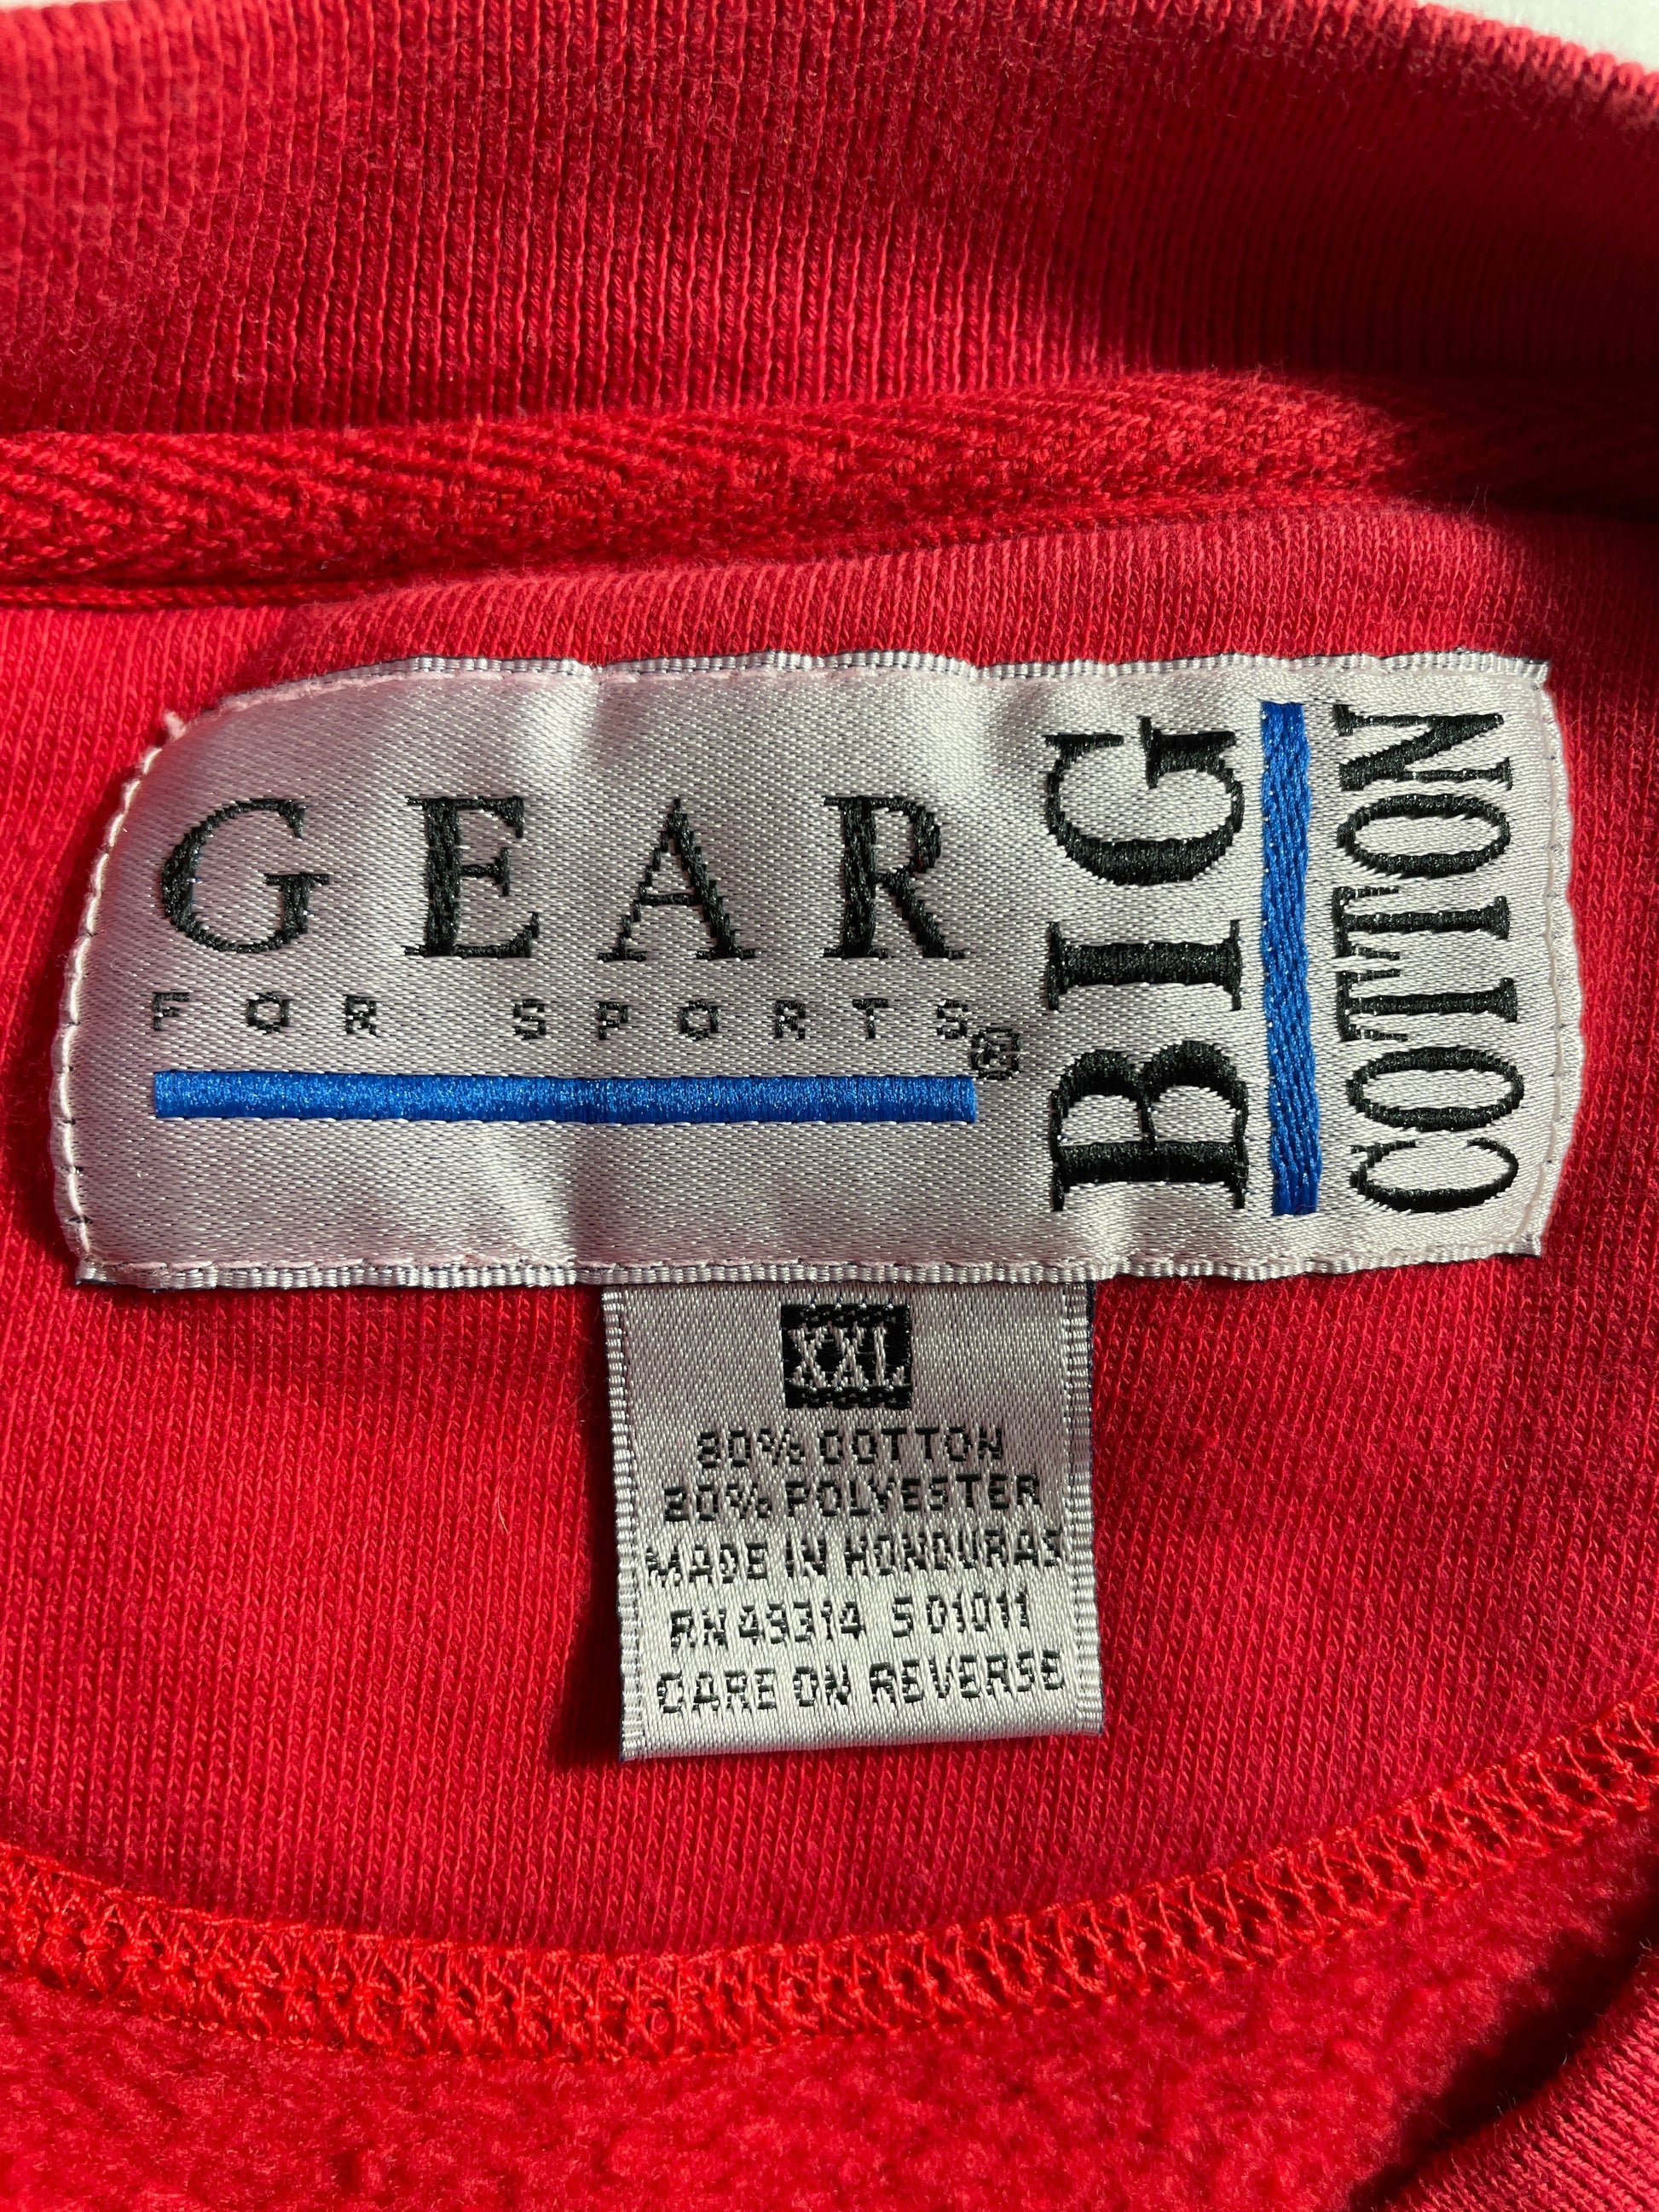 GEAR
FOR SPORTS®
BIG
COTTON
XXL
80% COTTON
20% POLYESTER
MADE IN HONDURAS
RN 43314 S 01011
CARE ON REVERSE